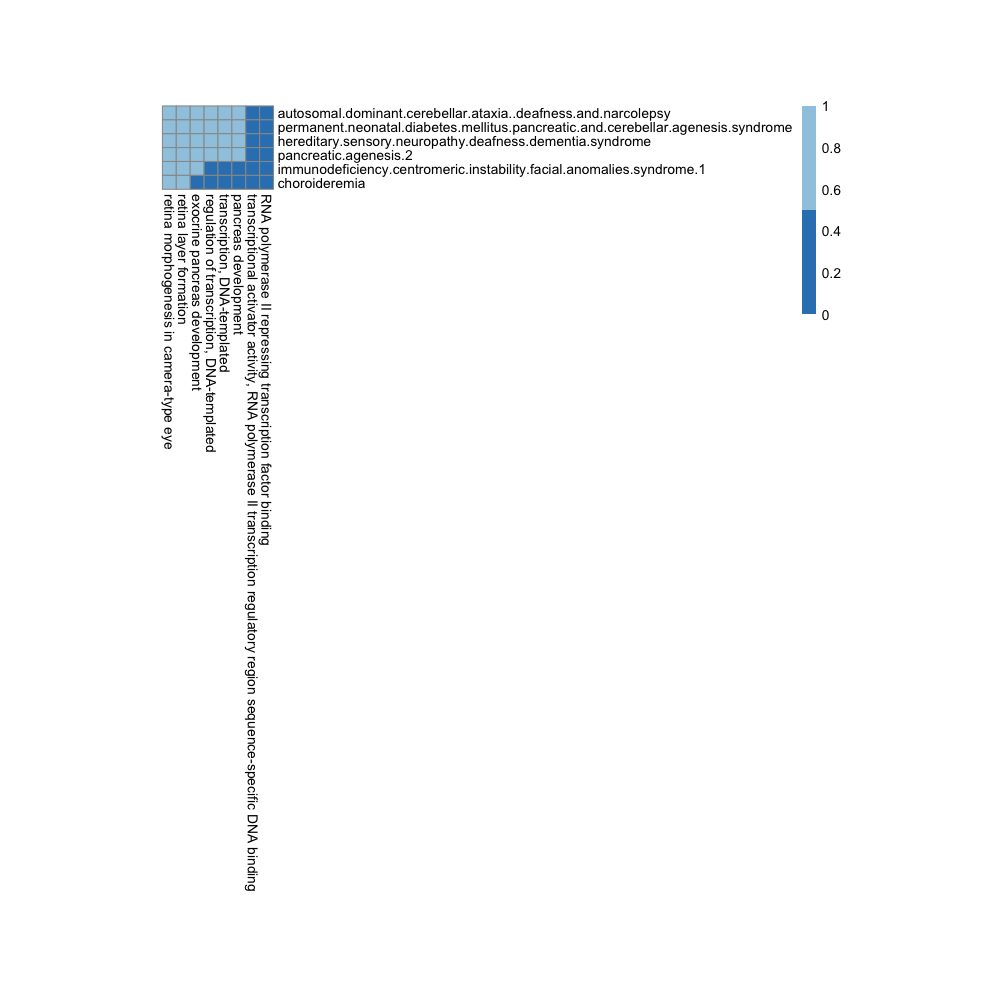 autosomal.dominant.cerebellar.ataxia..deafness.and.narcolepsy
permanent.neonatal.diabetes.mellitus.pancreatic.and.cerebellar.agenesis.syndrome
hereditary.sensory.neuropathy.deafness.dementia.syndrome
pancreatic.agenesis.2
immunodeficiency.centromeric.instability.facial.anomalies.syndrome.1
choroideremia
retina morphogenesis in camera-type eye
retina layer formation
exocrine pancreas development
regulation of transcription, DNA-templated
transcription, DNA-templated
pancreas development
transcriptional activator activity, RNA polymerase II transcription regulatory region sequence-specific DNA binding
RNA polymerase II repressing transcription factor binding
1
0.8
0.6
0.4
0.2
0